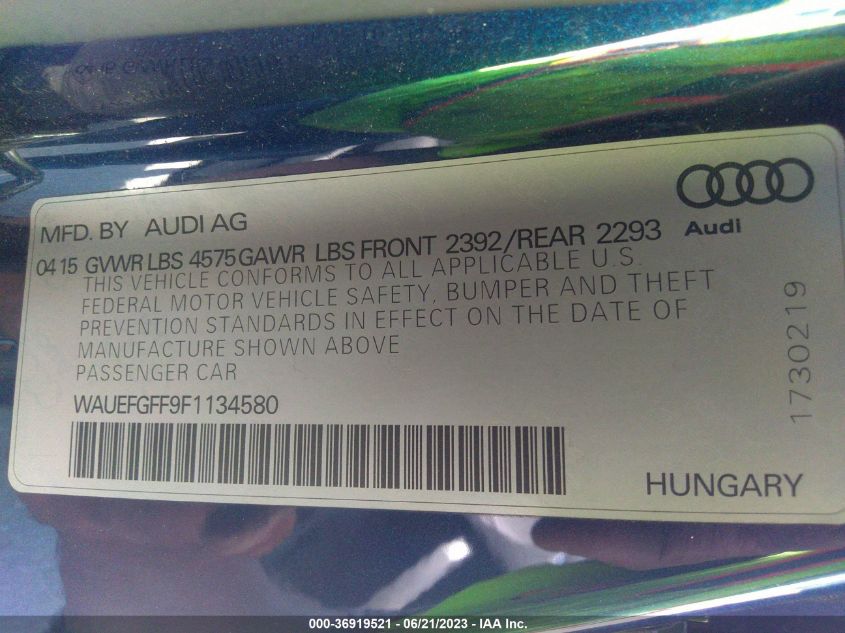 MFD. BY AUDI AG
04 15 GVWR LBS 4575 GAWR LBS FRONT 2392/REAR 2293
THIS VEHICLE CONFORMS TO ALL APPLICABLE U.S.
FEDERAL MOTOR VEHICLE SAFETY, BUMPER AND THEFT
PREVENTION STANDARDS IN EFFECT ON THE DATE OF
MANUFACTURE SHOWN ABOVE
PASSENGER CAR
WAUEFGFF9F1134580
Audi
1730219
HUNGARY
000-36919521 - 06/21/2023 - IAA Inc.